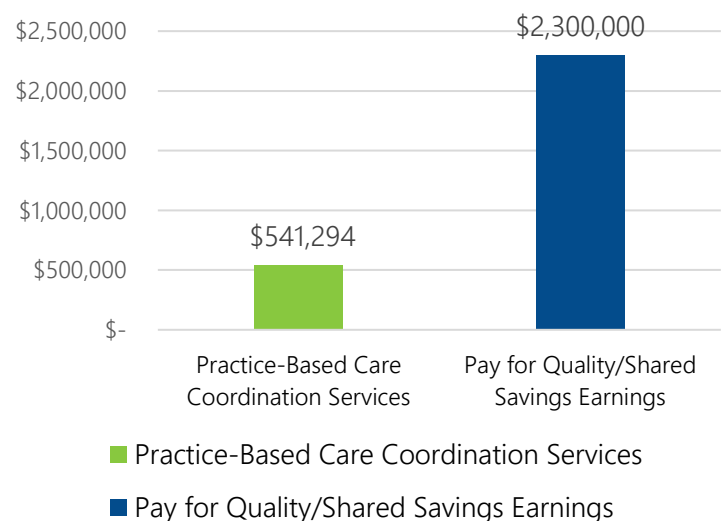 $2,500,000
$2,000,000
$1,500,000
$1,000,000
$500,000
$-
$541,294
$2,300,000
Practice-Based Care
Coordination Services
Pay for Quality/Shared
Savings Earnings
Practice-Based Care Coordination Services
Pay for Quality/Shared Savings Earnings